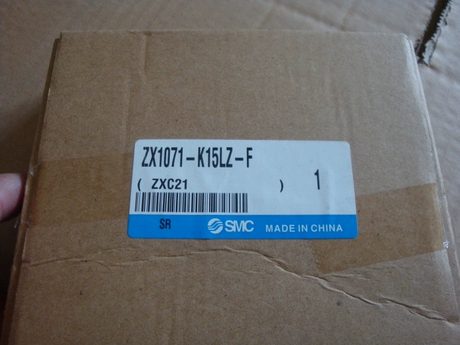 ZX1071-K15LZ-F
( ZXC21 ) 1
SR SMC MADE IN CHINA